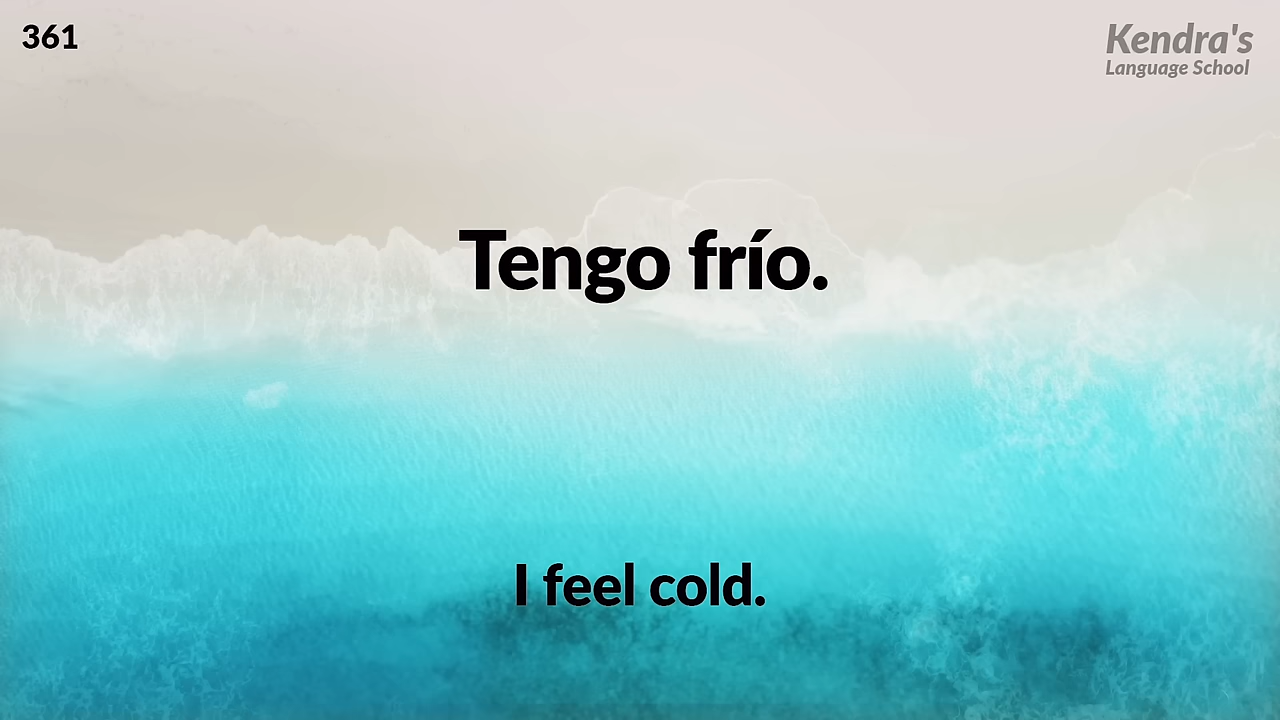 361
Kendra's
Language School
Tengo frío.
I feel cold.